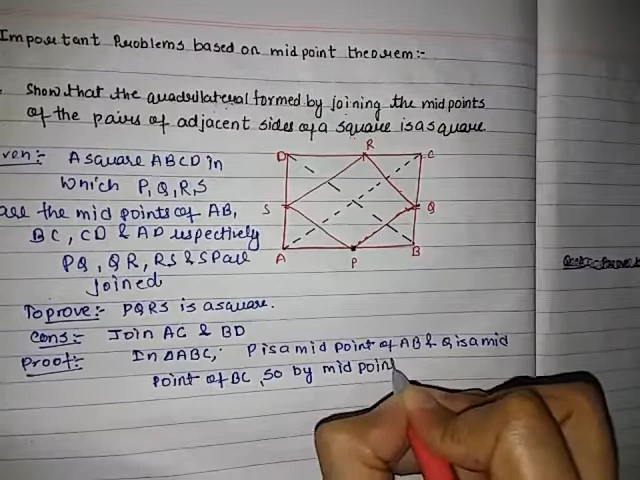 Important Problems based on midpoint theorem:-
Show that the quadrilateral formed by joining the midpoints
of the pairs of adjacent sides of a square is a square.
ven:- A square ABCD in
Which P,Q,R,S
are the mid points of AB,
BC, CD & AD respectively
PQ, QR, RS & SP are
joined
To prove:- PQRS is a square.
Cons: Join AC & BD
Proof: In ΔABC,: P is a mid point of AB & Q is a mid
point of BC, so by mid point
D R C
S Q
A P B